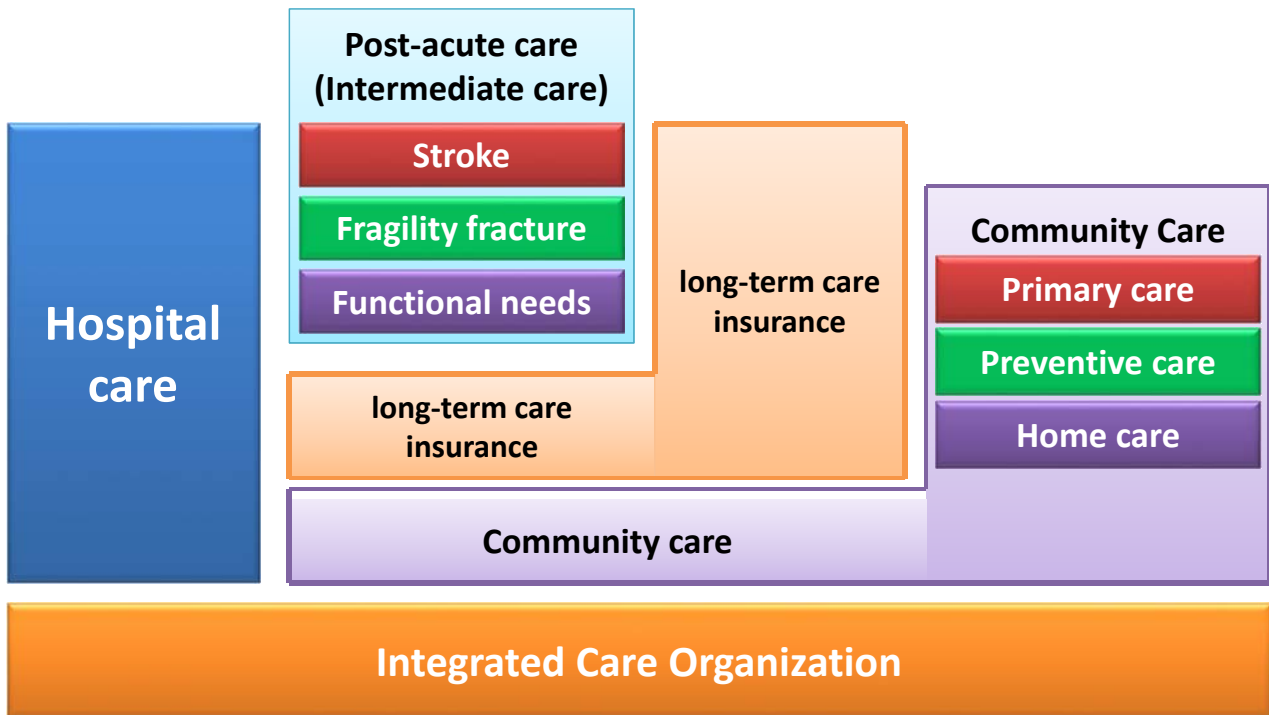 Post-acute care
(Intermediate care)
Stroke
Fragility fracture
Functional needs
Hospital
care
long-term care
insurance
long-term care
insurance
Community Care
Primary care
Preventive care
Home care
Community care
Integrated Care Organization